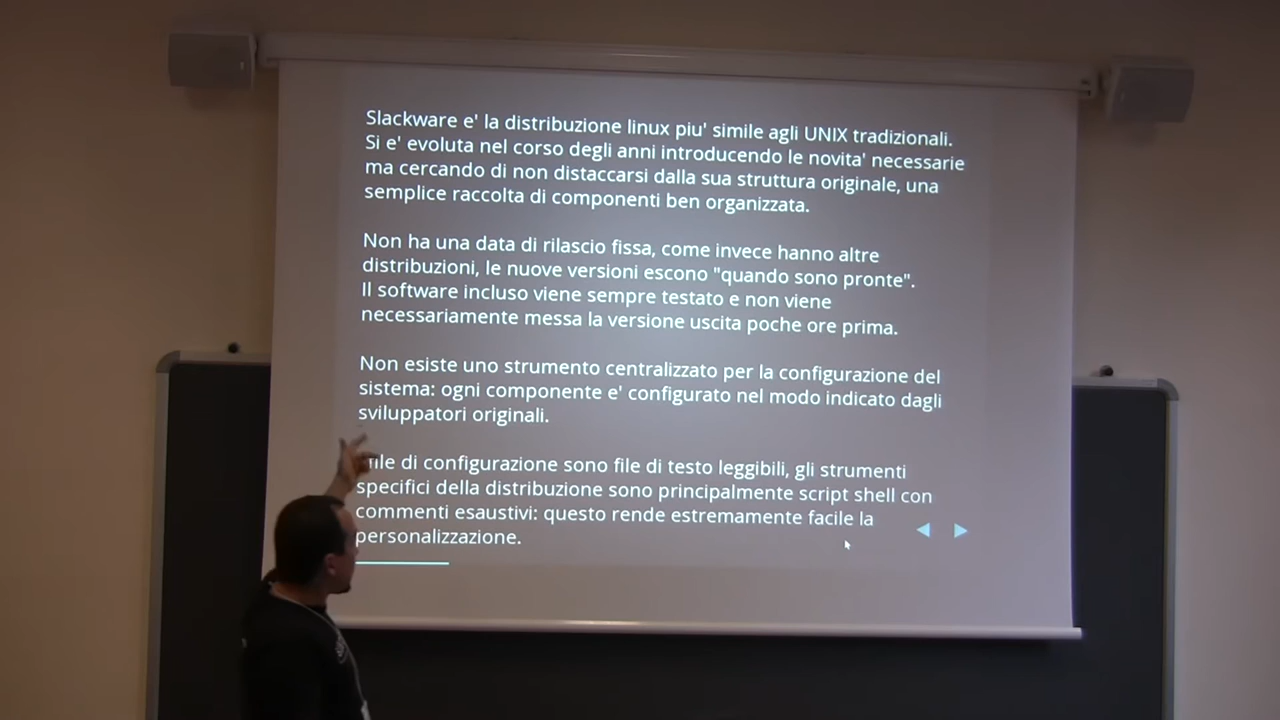 Slackware e' la distribuzione linux piu' simile agli UNIX tradizionali.
Si e' evoluta nel corso degli anni introducendo le novita' necessarie
ma cercando di non distaccarsi dalla sua struttura originale, una
semplice raccolta di componenti ben organizzata.
Non ha una data di rilascio fissa, come invece hanno altre
distribuzioni, le nuove versioni escono "quando sono pronte".
Il software incluso viene sempre testato e non viene
necessariamente messa la versione uscita poche ore prima.
Non esiste uno strumento centralizzato per la configurazione del
sistema: ogni componente e' configurato nel modo indicato dagli
sviluppatori originali.
file di configurazione sono file di testo leggibili, gli strumenti
specifici della distribuzione sono principalmente script shell con
commenti esaustivi: questo rende estremamente facile la
personalizzazione.